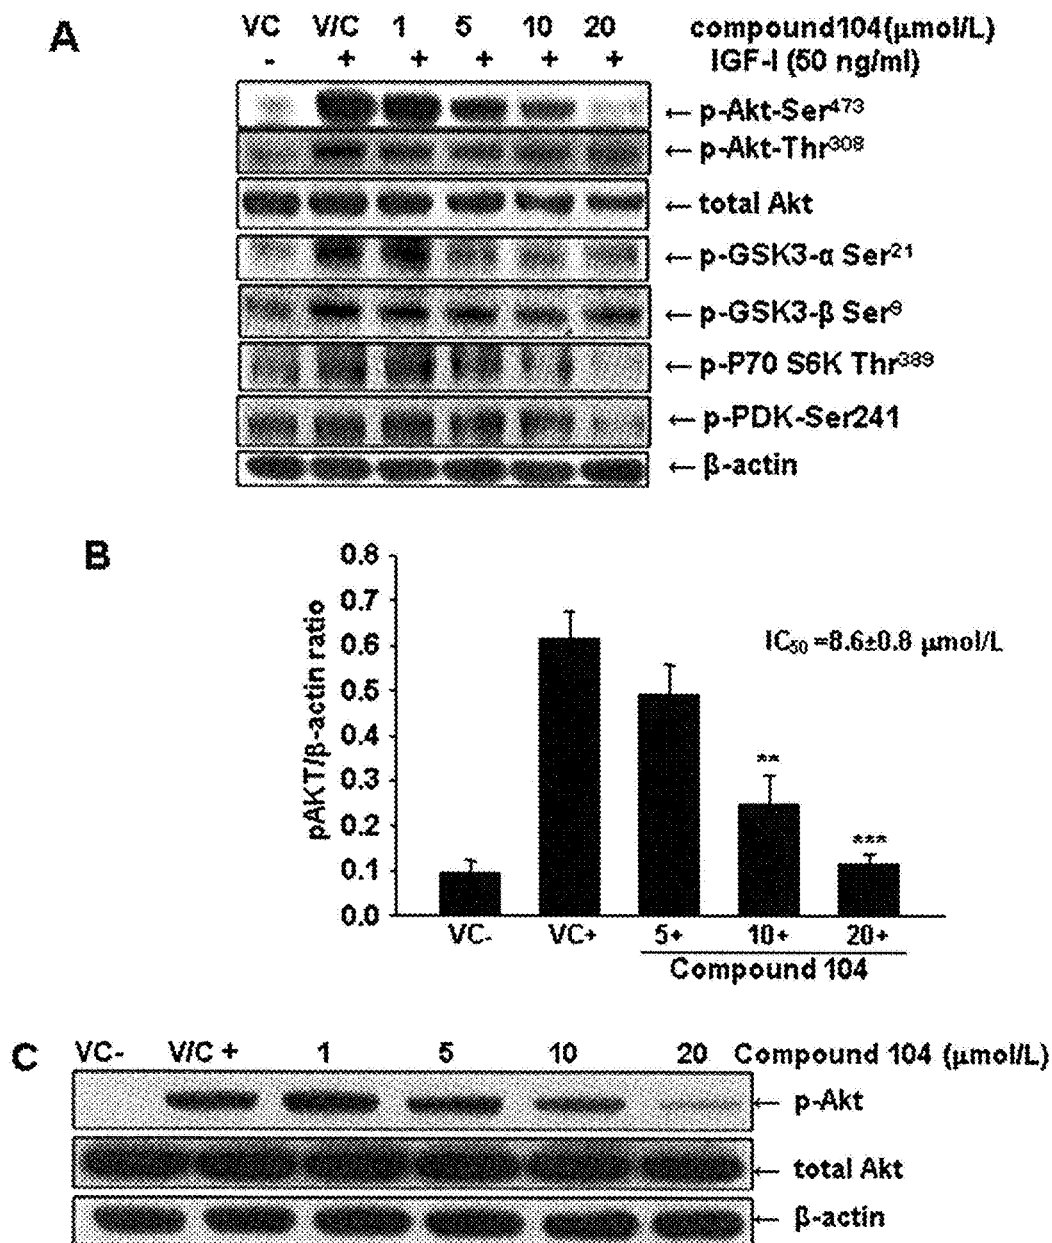 A
VC V/C 1 5 10 20 compound104(μmol/L)
- + + + + + IGF-I (50 ng/ml)
← p-Akt-Ser⁴⁷³
← p-Akt-Thr³⁰⁸
← total Akt
← p-GSK3-α Ser²¹
← p-GSK3-β Ser⁹
← p-P70 S6K Thr³⁸⁹
← p-PDK-Ser241
← β-actin
B
pAKT/β-actin ratio
0.8
0.7
0.6
0.5
0.4
0.3
0.2
0.1
0.0
IC₅₀ =8.6±0.8 μmol/L
**
***
VC- VC+ 5+ 10+ 20+
Compound 104
C
VC- V/C + 1 5 10 20 Compound 104 (μmol/L)
← p-Akt
← total Akt
← β-actin